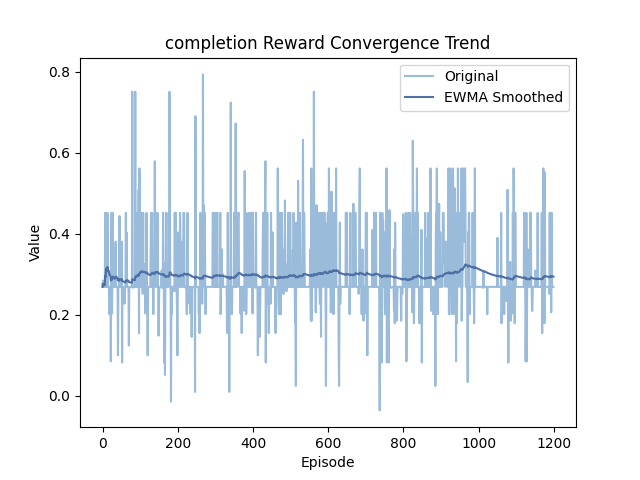 completion Reward Convergence Trend
Original
EWMA Smoothed
Value
0.8
0.6
0.4
0.2
0.0
0 200 400 600 800 1000 1200
Episode